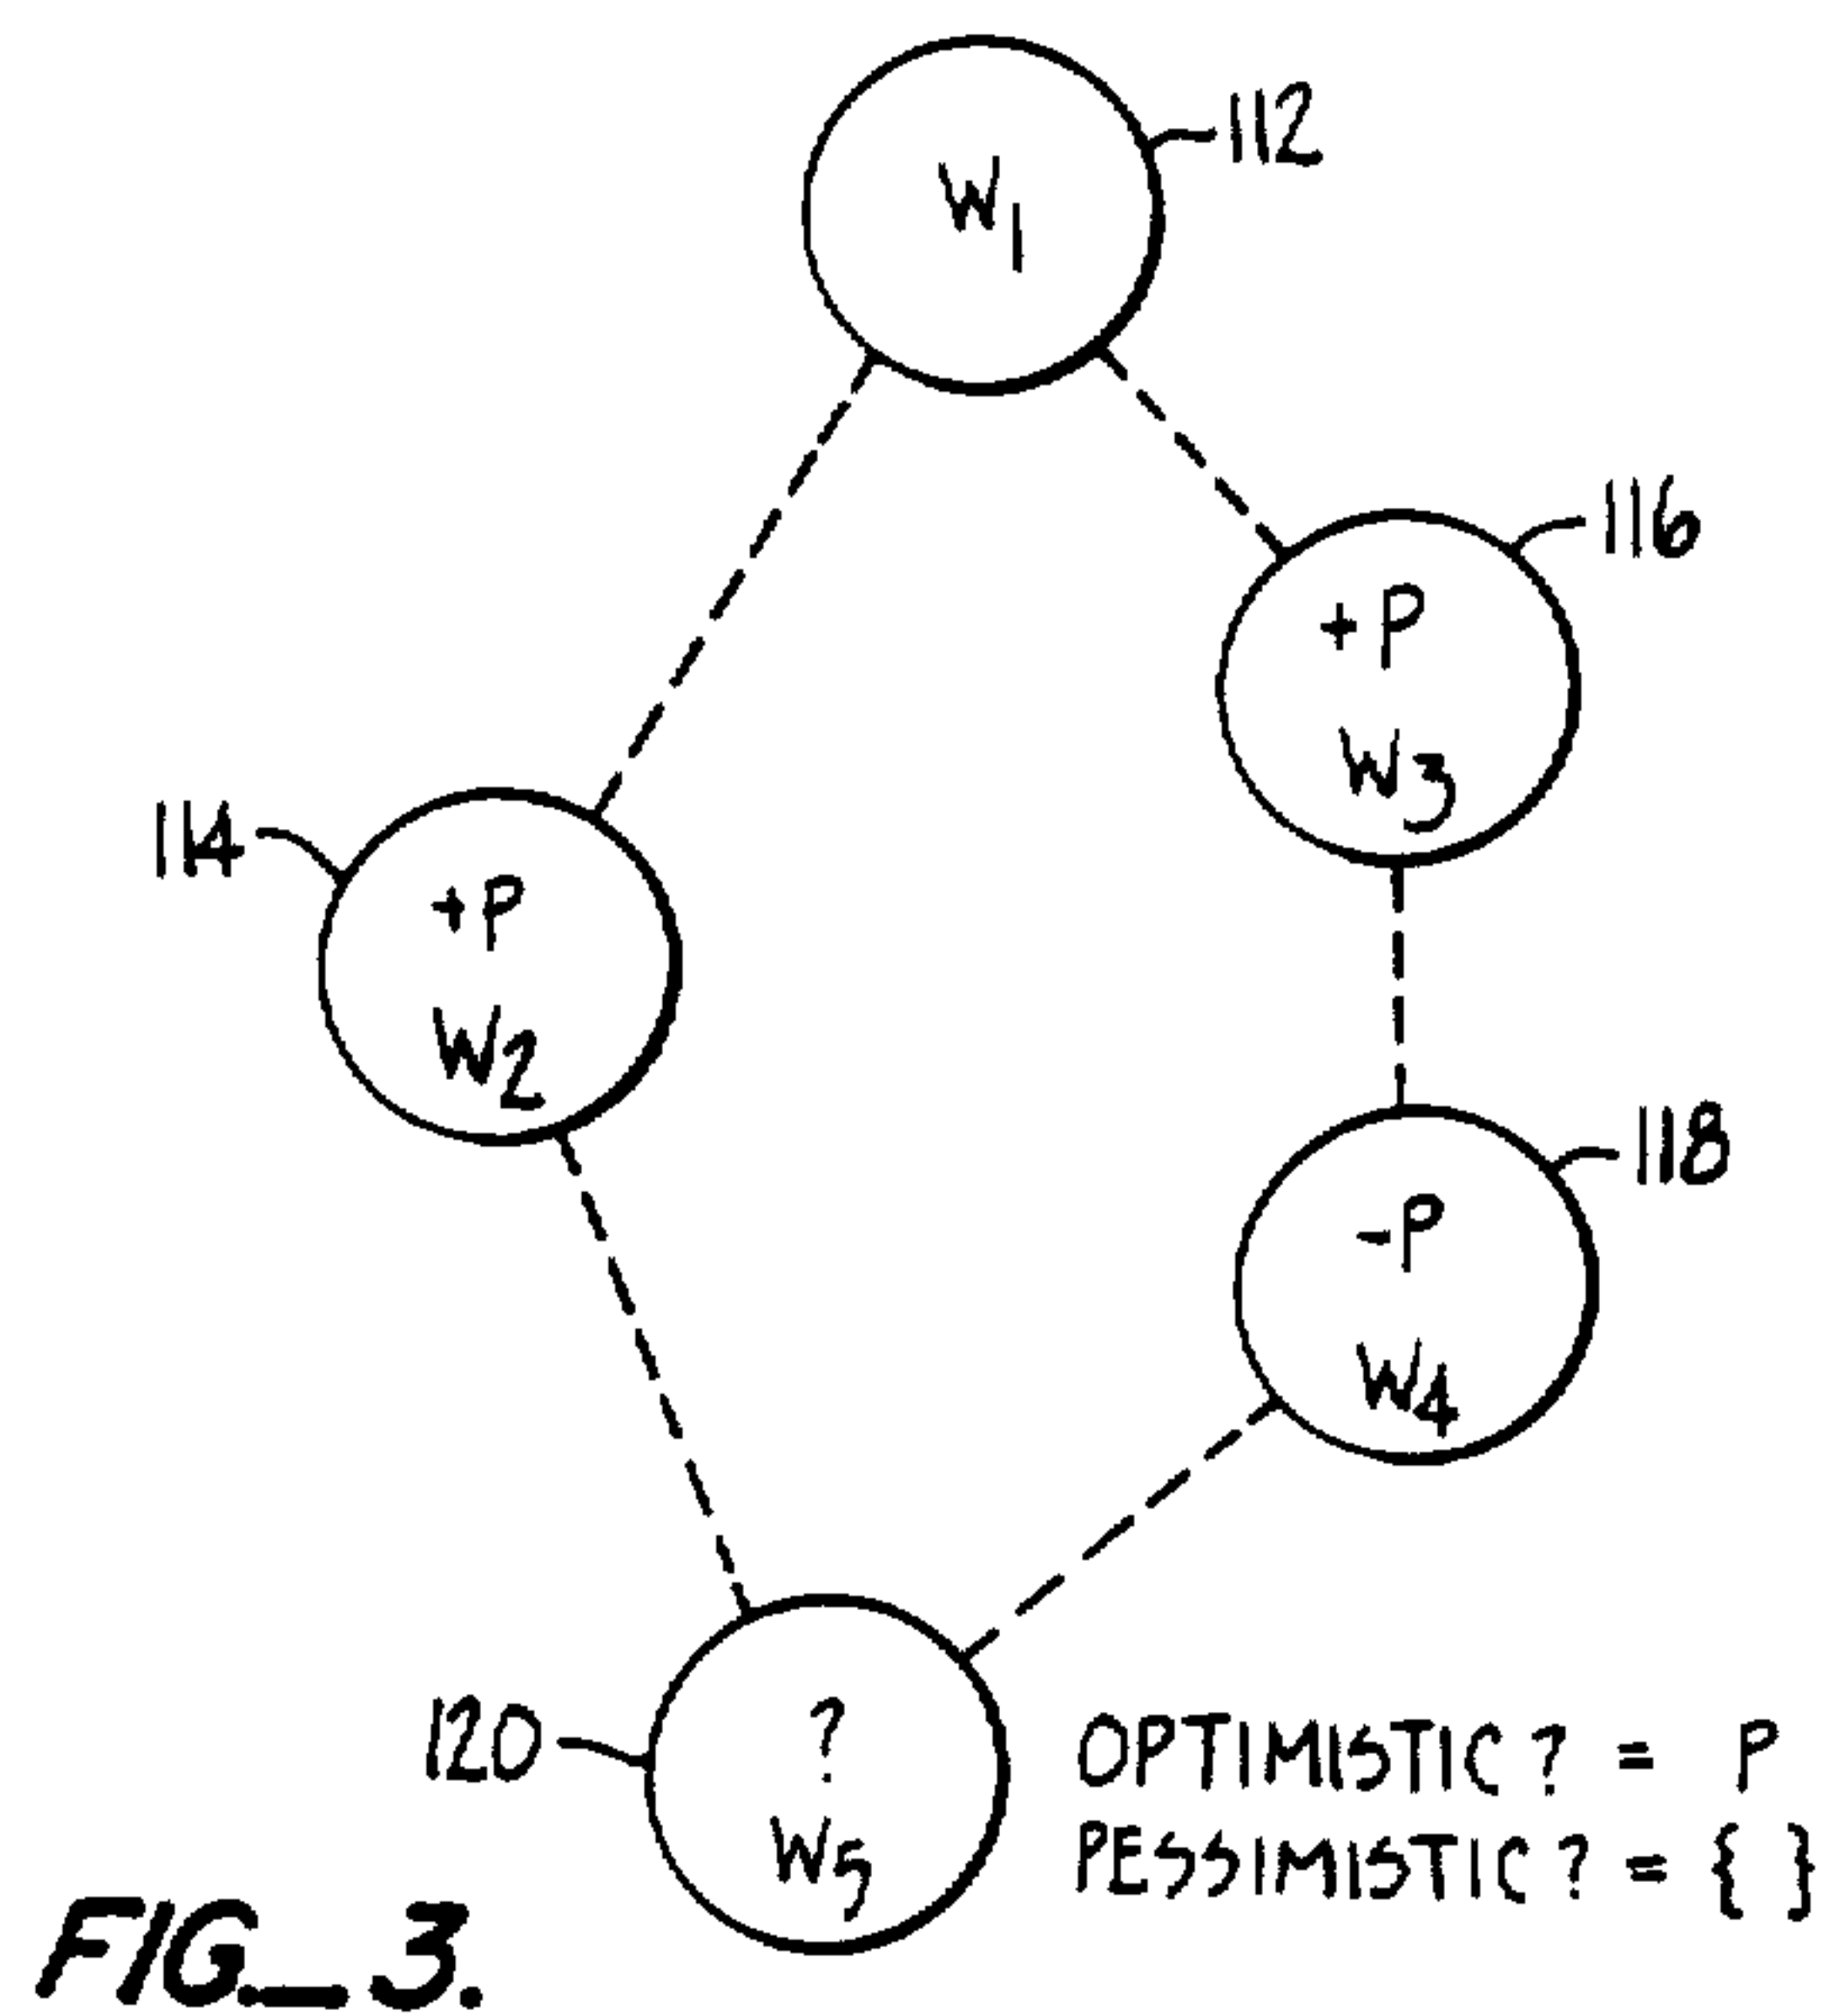 112
W1
116
+P
W3
114
+P
W2
118
-P
W4
120
?
W5
OPTIMISTIC ? = P
PESSIMISTIC ? = { }
FIG_3.